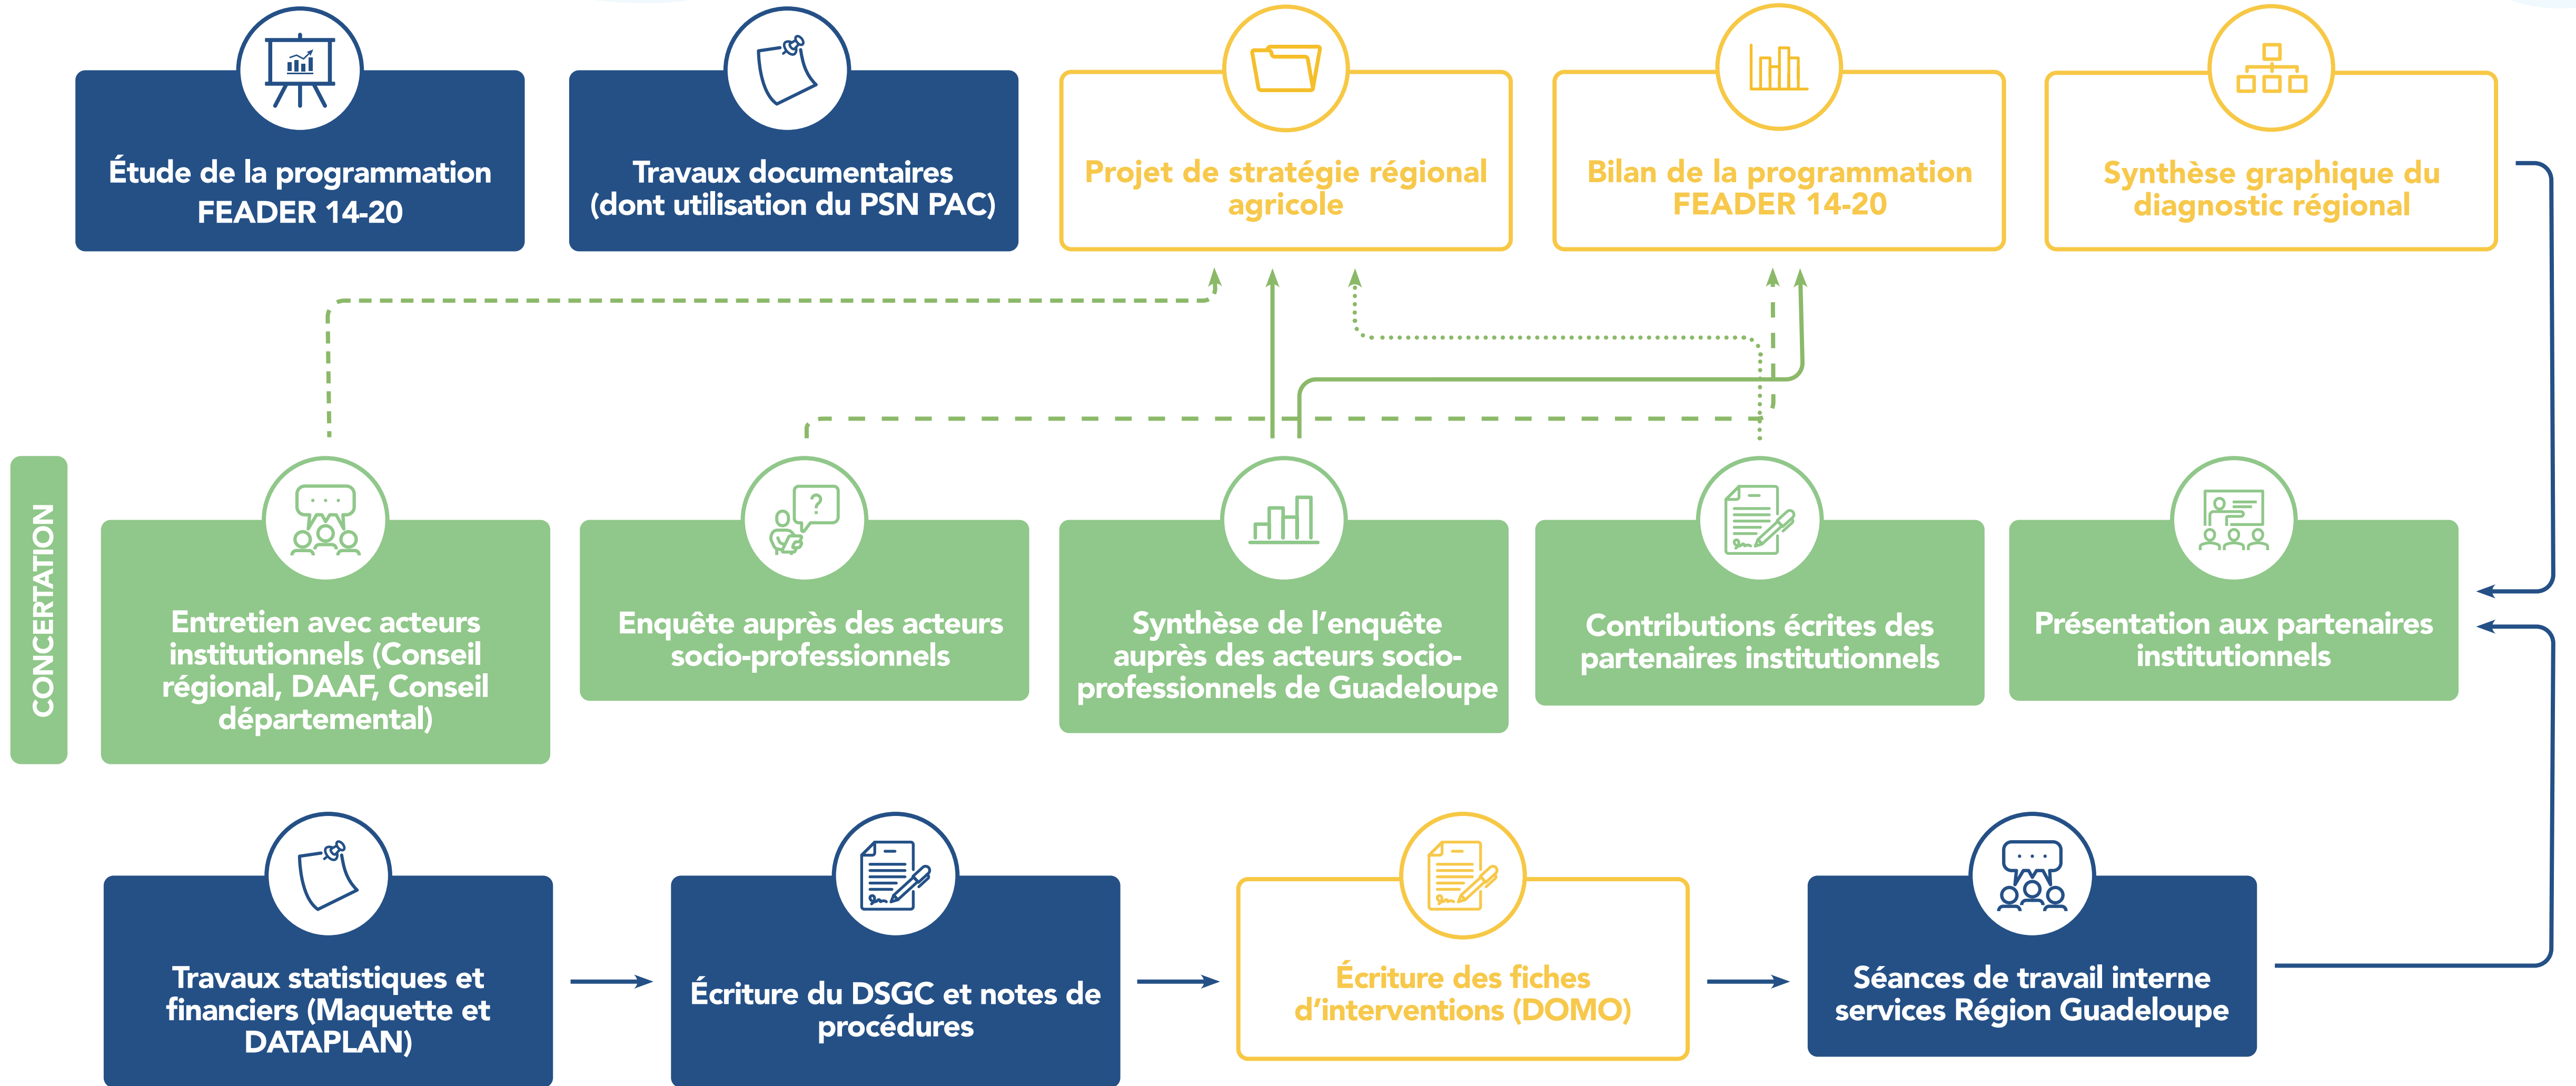 Étude de la programmation
FEADER 14-20
Travaux documentaires
(dont utilisation du PSN PAC)
Projet de stratégie régional
agricole
Bilan de la programmation
FEADER 14-20
Synthèse graphique du
diagnostic régional
CONCERTATION
Entretien avec acteurs
institutionnels (Conseil
régional, DAAF, Conseil
départemental)
?
Enquête auprès des acteurs
socio-professionnels
Synthèse de l’enquête
auprès des acteurs socio-
professionnels de Guadeloupe
Contributions écrites des
partenaires institutionnels
Présentation aux partenaires
institutionnels
Travaux statistiques et
financiers (Maquette et
DATAPLAN)
Écriture du DSGC et notes de
procédures
Écriture des fiches
d’interventions (DOMO)
Séances de travail interne
services Région Guadeloupe